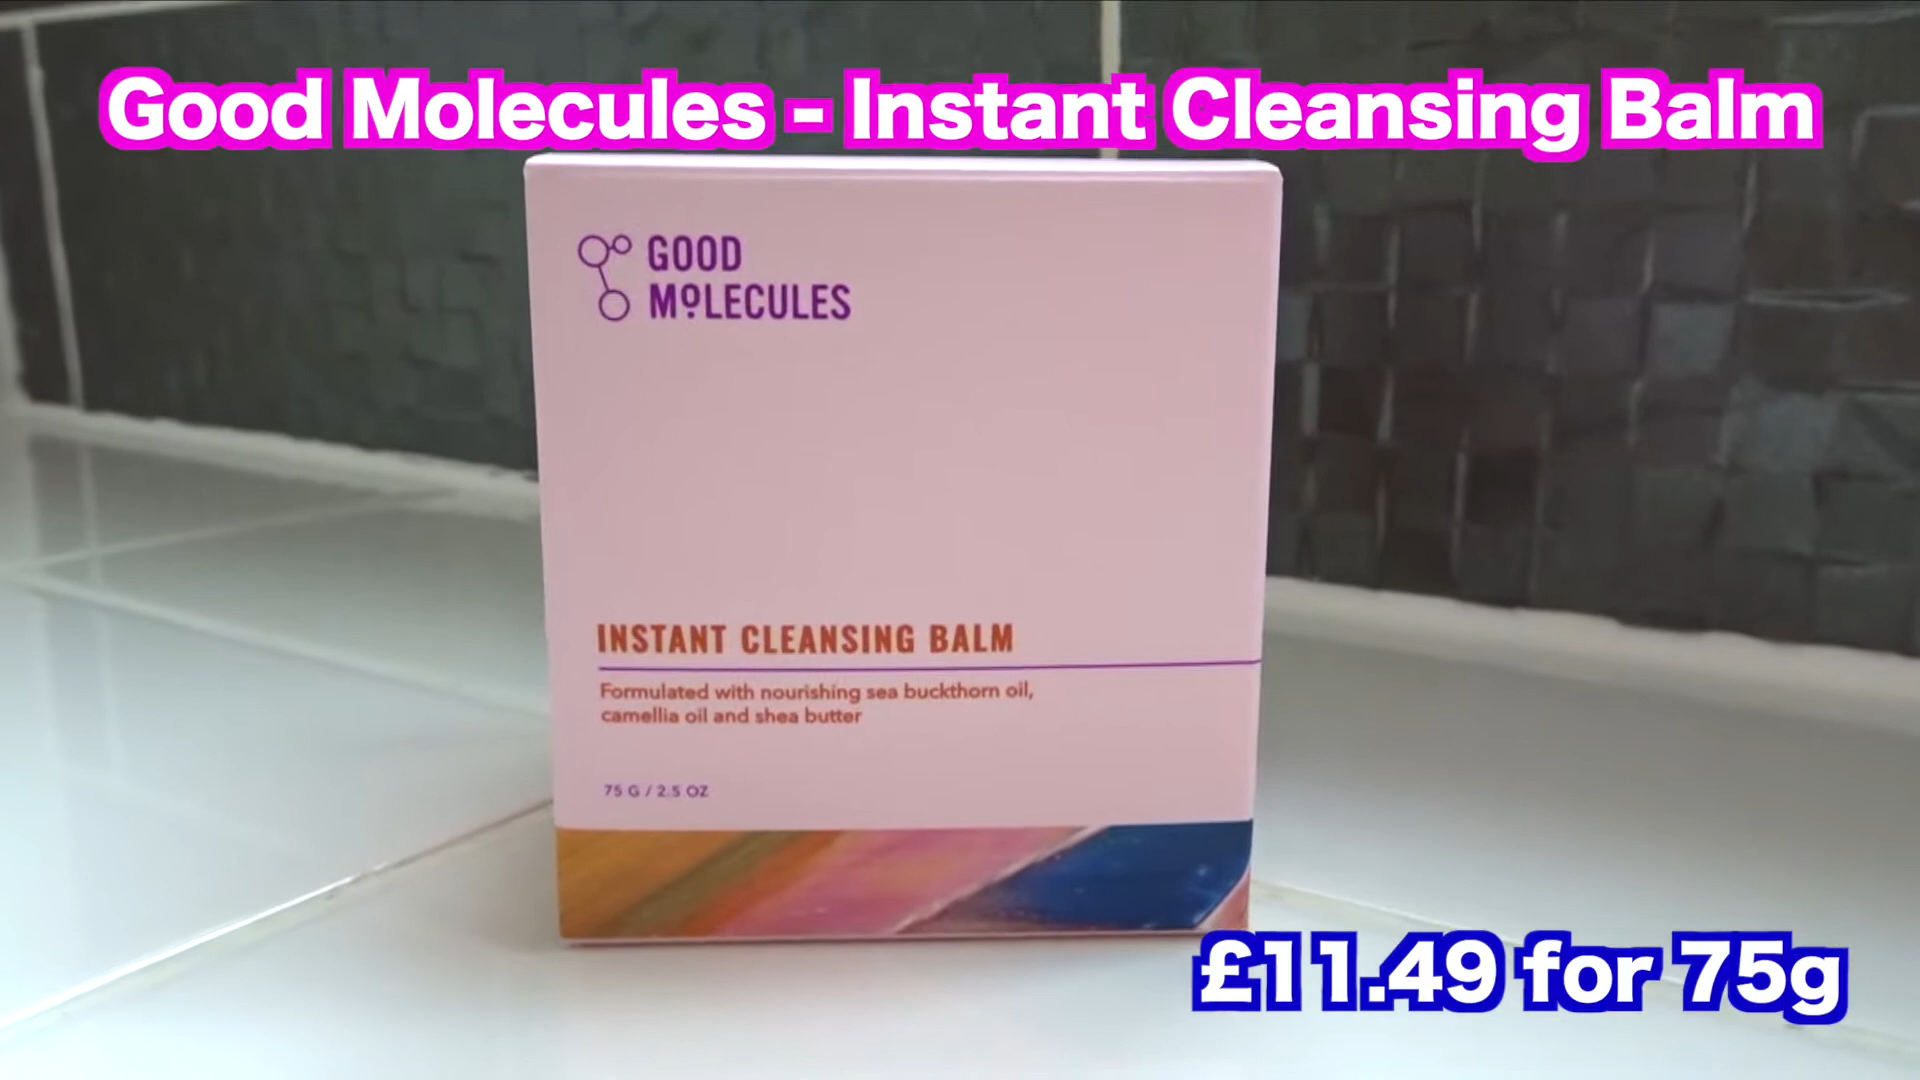 Good Molecules - Instant Cleansing Balm
GOOD
MOLECULES
INSTANT CLEANSING BALM
Formulated with nourishing sea buckthorn oil,
camellia oil and shea butter
75 G / 2.5 OZ
£11.49 for 75g